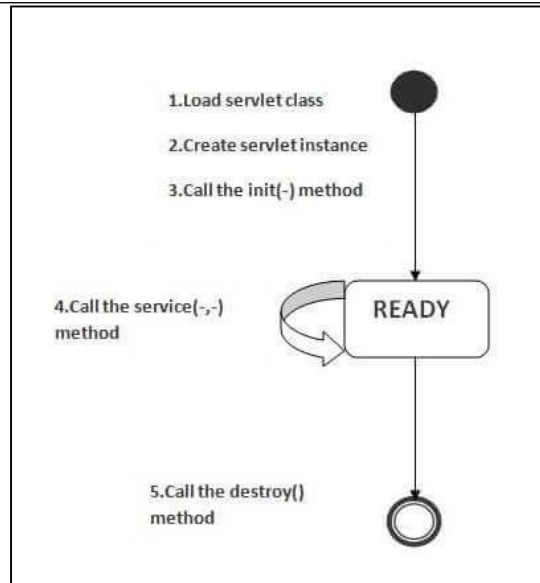 1.Load servlet class
2.Create servlet instance
3.Call the init(-) method
4.Call the service(-,-)
method
READY
5.Call the destroy()
method